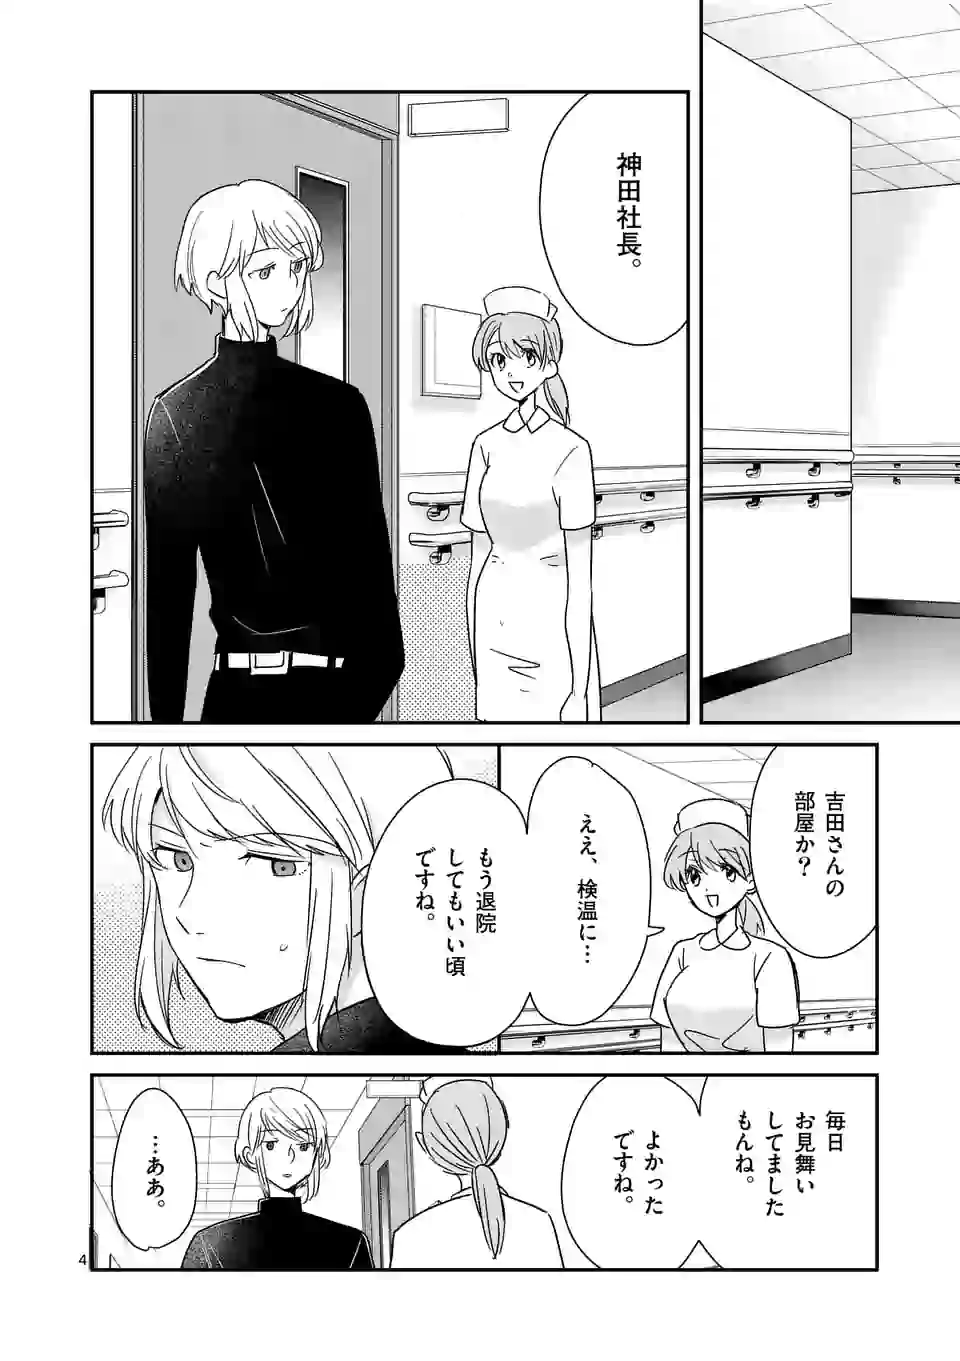 神田社長。
吉田さんの
部屋か?
ええ、検温に…
もう退院
してもいい頃
ですね。
毎日
お見舞い
してました
もんね。
よかった
ですね。
…ああ。
4